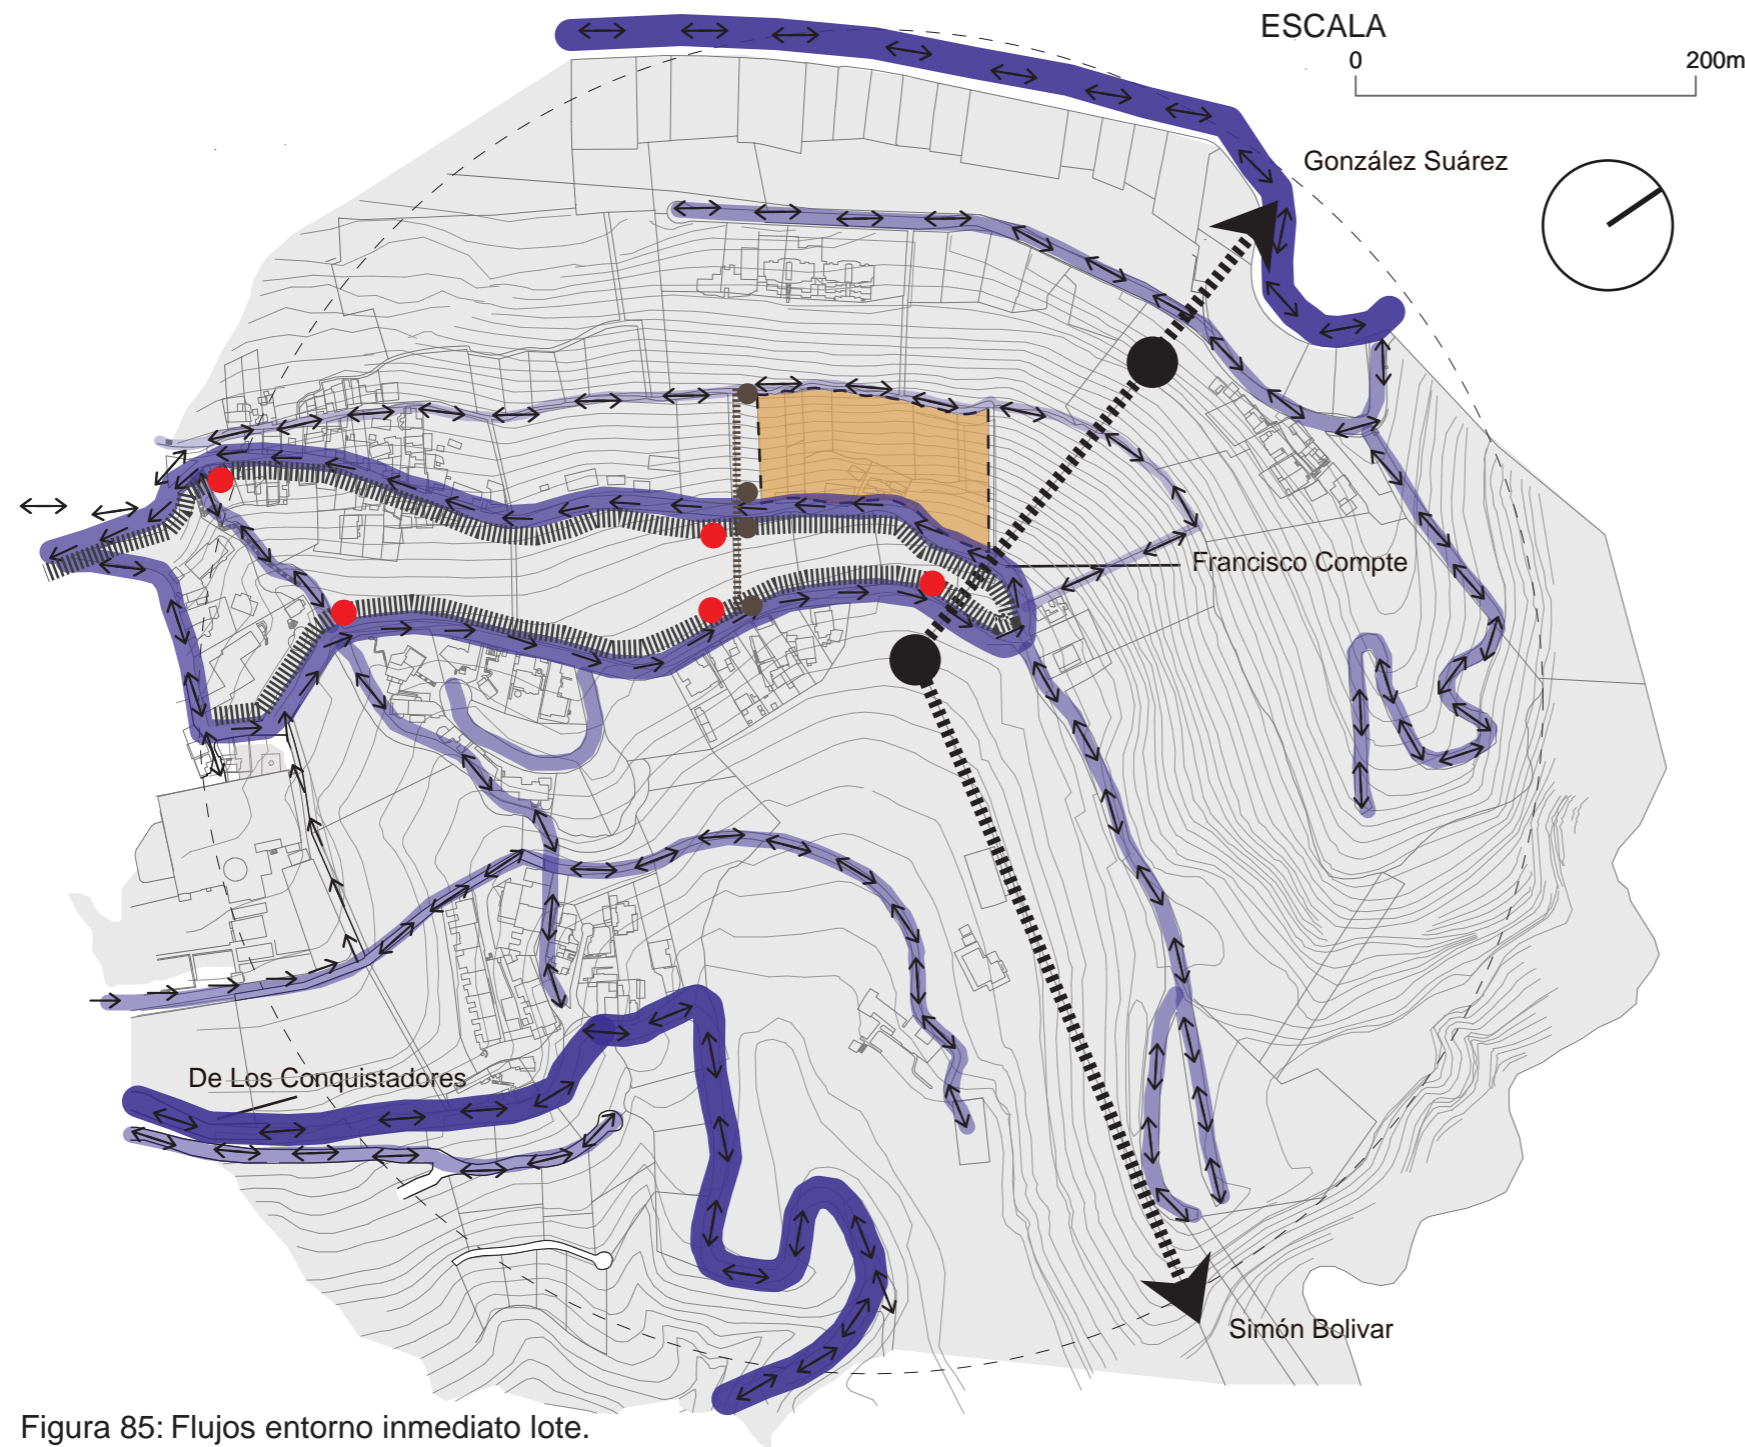 ESCALA
0 200m
González Suárez
Francisco Compte
De Los Conquistadores
Simón Bolivar
Figura 85: Flujos entorno inmediato lote.